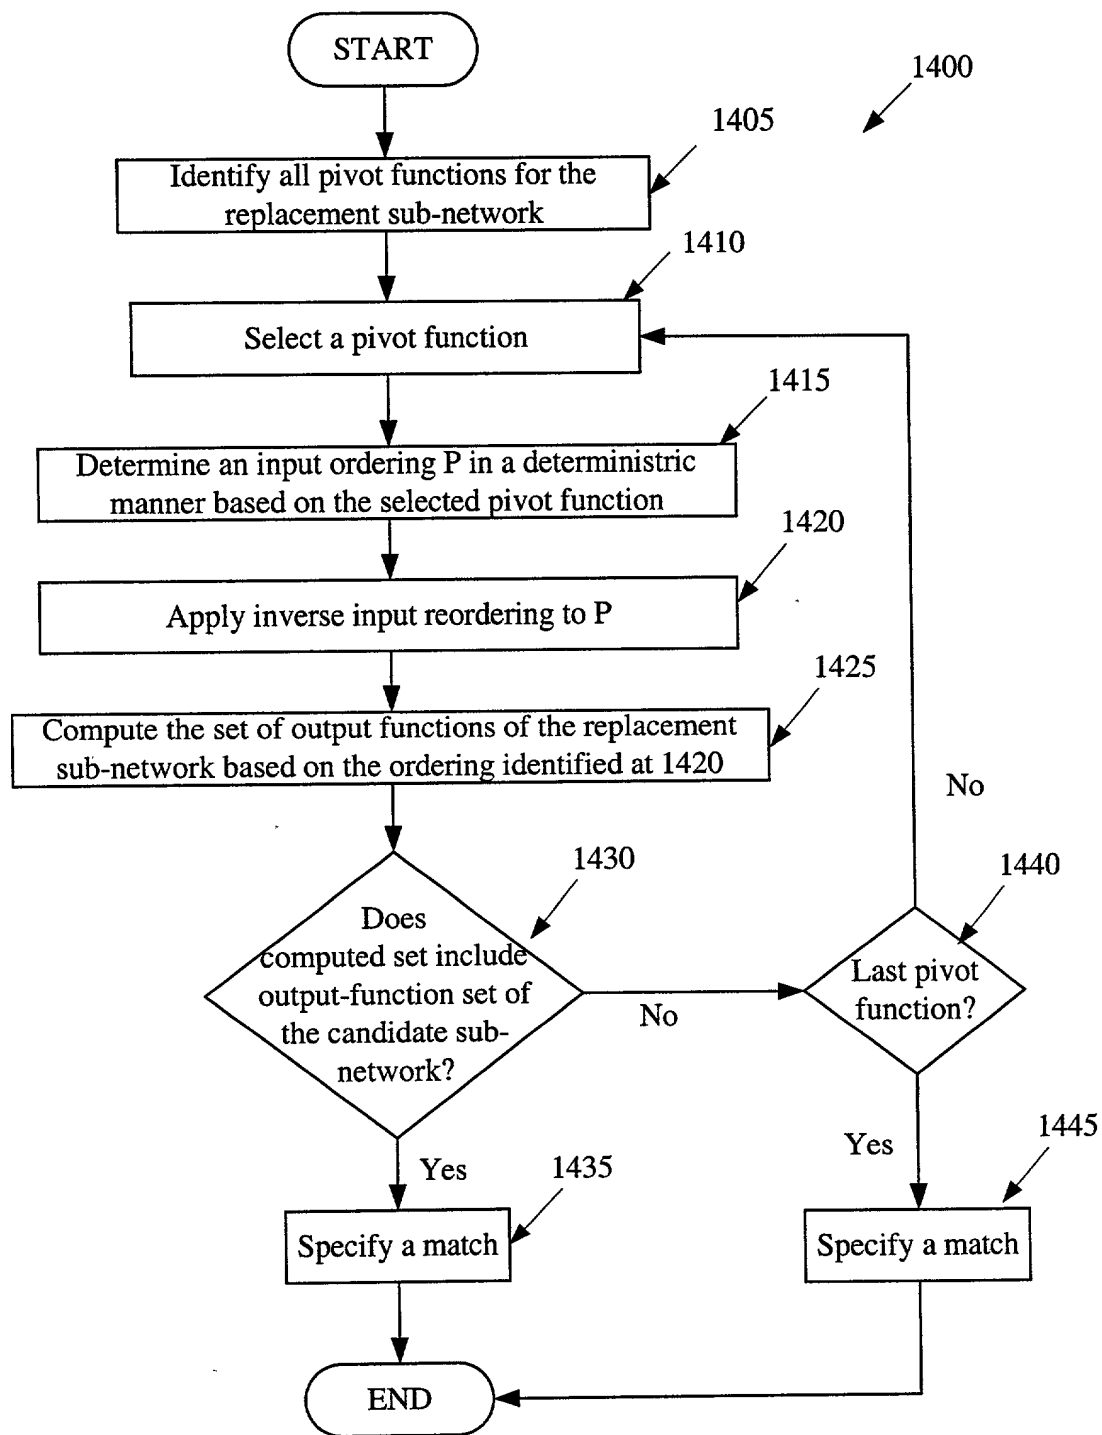 START
1400
1405
Identify all pivot functions for the
replacement sub-network
1410
Select a pivot function
1415
Determine an input ordering P in a deterministric
manner based on the selected pivot function
1420
Apply inverse input reordering to P
1425
Compute the set of output functions of the replacement
sub-network based on the ordering identified at 1420
No
1430
1440
Does
computed set include
output-function set of
the candidate sub-
network?
No
Last pivot
function?
Yes
1435
Specify a match
Yes
1445
Specify a match
END